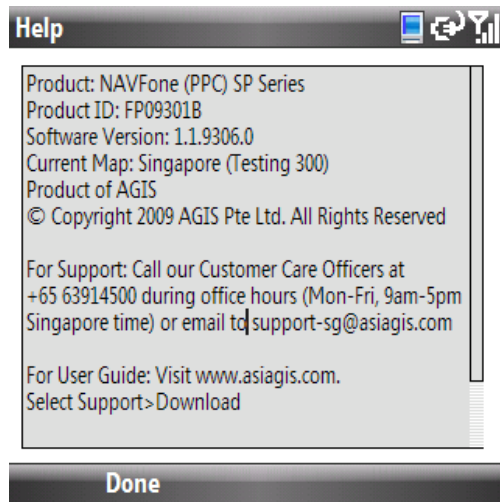 Help
Product: NAVFone (PPC) SP Series
Product ID: FP09301B
Software Version: 1.1.9306.0
Current Map: Singapore (Testing 300)
Product of AGIS
© Copyright 2009 AGIS Pte Ltd. All Rights Reserved
For Support: Call our Customer Care Officers at
+65 63914500 during office hours (Mon-Fri, 9am-5pm
Singapore time) or email to support-sg@asiagis.com
For User Guide: Visit www.asiagis.com.
Select Support>Download
Done